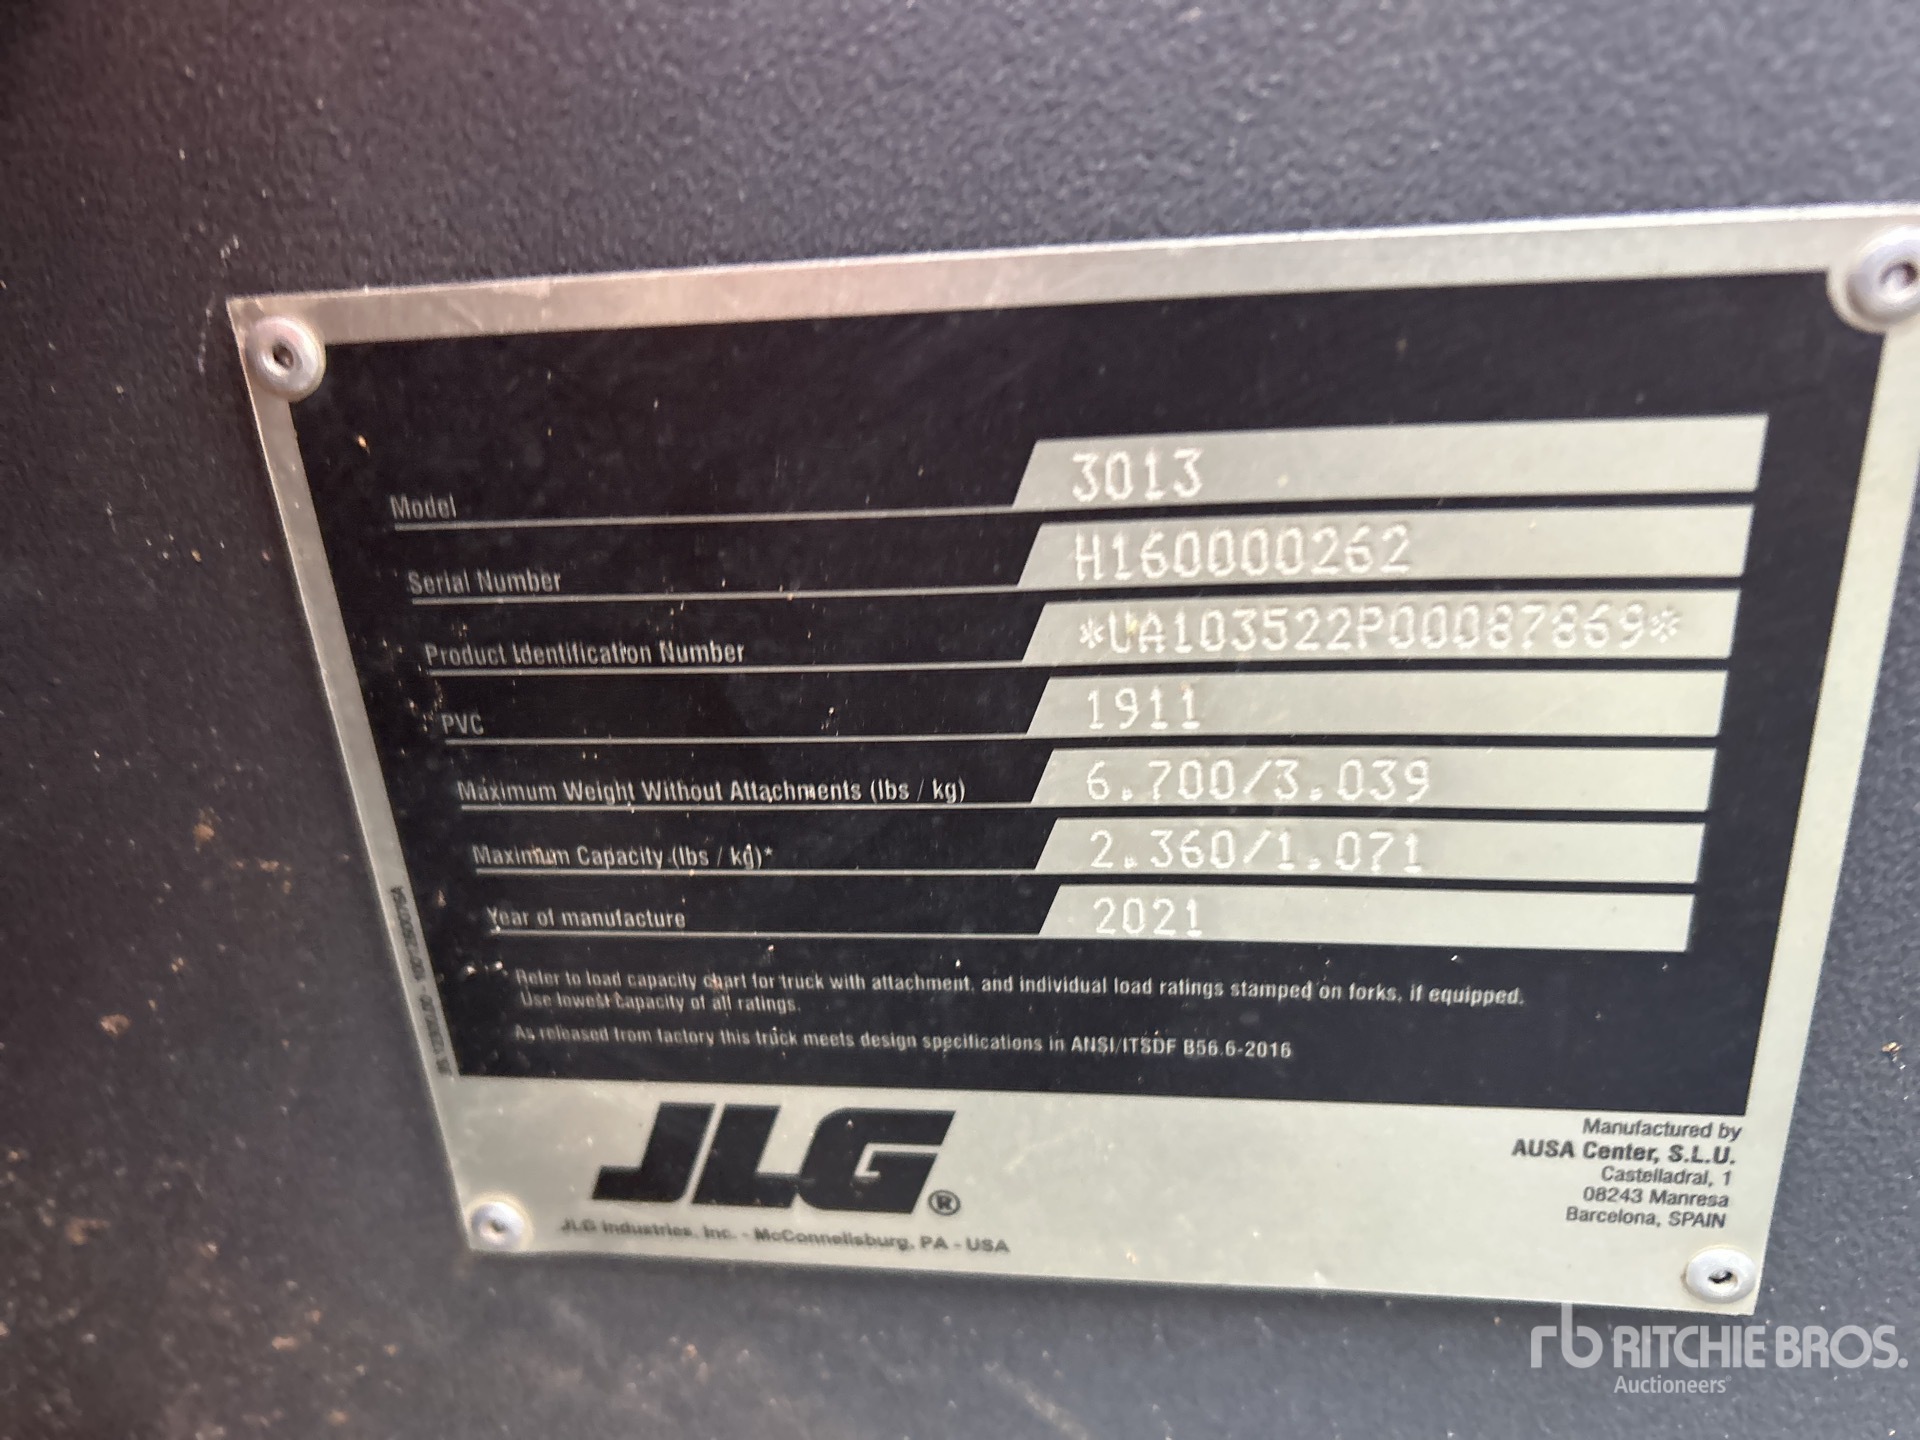 Model 3013
Serial Number H160000262
Product Identification Number *UA103522P00087869*
PVC 1911
Maximum Weight Without Attachments (lbs / kg) 6.700/3.039
Maximum Capacity (lbs / kg)* 2.360/1.071
Year of manufacture 2021
* Refer to load capacity chart for truck with attachment, and individual load ratings stamped on forks, if equipped.
Use lowest capacity of all ratings.
As released from factory this truck meets design specifications in ANSI/ITSDF B56.6-2016
JLG®
JLG Industries, Inc. - McConnellsburg, PA - USA
Manufactured by
AUSA Center, S.L.U.
Castelladral, 1
08243 Manresa
Barcelona, SPAIN
rb RITCHIE BROS.
Auctioneers